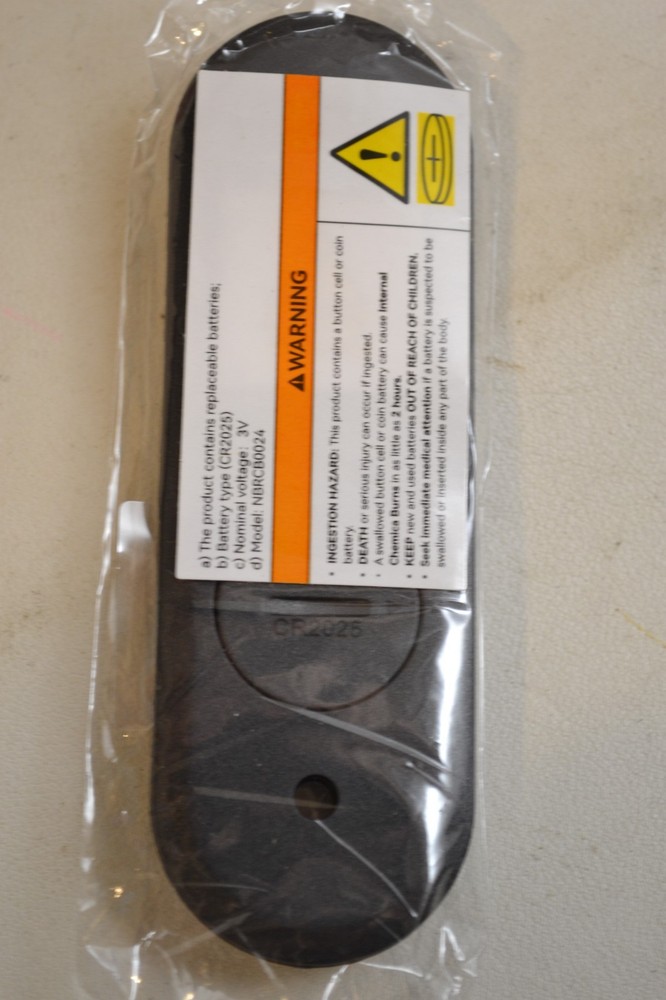 a) The product contains replaceable batteries;
b) Battery type (CR2025)
c) Nominal voltage: 3V
d) Model: NBRCB0024
⚠WARNING
• INGESTION HAZARD: This product contains a button cell or coin
battery.
• DEATH or serious injury can occur if ingested.
• A swallowed button cell or coin battery can cause Internal
Chemica Burns in as little as 2 hours.
• KEEP new and used batteries OUT OF REACH OF CHILDREN.
• Seek immediate medical attention if a battery is suspected to be
swallowed or inserted inside any part of the body.
CR2025